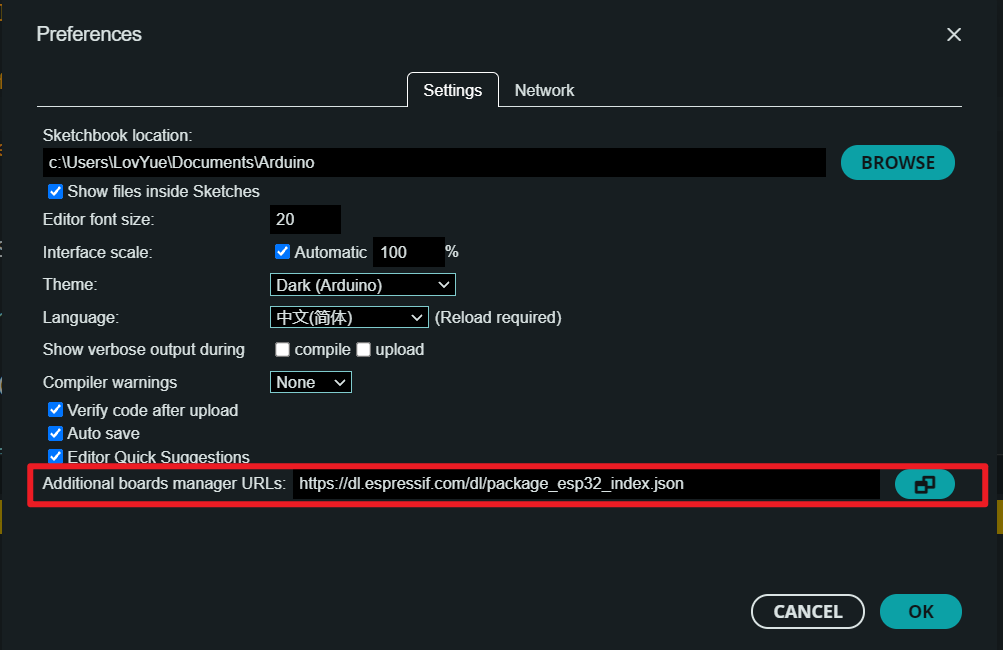 Preferences
Settings Network
Sketchbook location:
c:\Users\LovYue\Documents\Arduino BROWSE
Show files inside Sketches
Editor font size: 20
Interface scale: Automatic 100 %
Theme: Dark (Arduino)
Language: 中文(简体) (Reload required)
Show verbose output during compile upload
Compiler warnings None
Verify code after upload
Auto save
Editor Quick Suggestions
Additional boards manager URLs: https://dl.espressif.com/dl/package_esp32_index.json
CANCEL OK